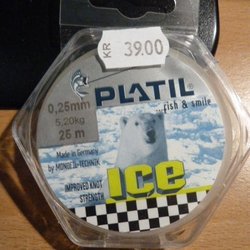 KR 39.00
PLATIL
...fish & smile
0,25mm
5,20kg
25 m
Made in Germany
by MONOFIL-TECHNIK
IMPROVED KNOT
STRENGTH
ICE